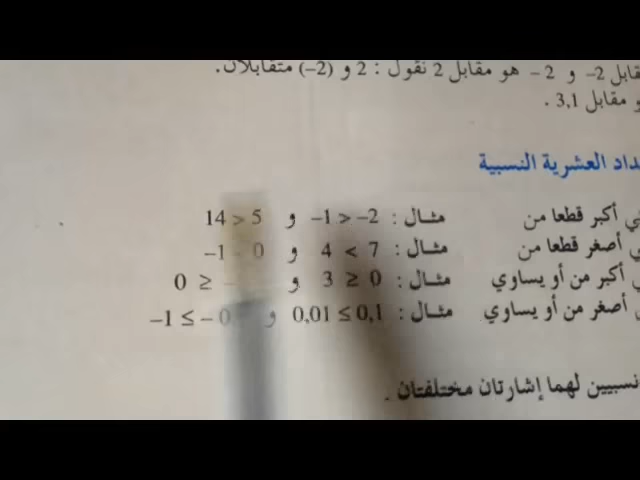 مقابل 2– و 2 – هو مقابل 2 نقول : 2 و (2–) متقابلان.
و مقابل 3,1 .
العشرية النسبية
أكبر قطعا من مثال : –1 > –2 و 14 > 5
أصغر قطعا من مثال : 4 < 7 و –1 0
أكبر من أو يساوي مثال : 3 ≥ 0 و 0 ≥
أصغر من أو يساوي مثال : 0,01 ≤ 0,1 و –1 ≤ –
لهما إشارتان مختلفتان .